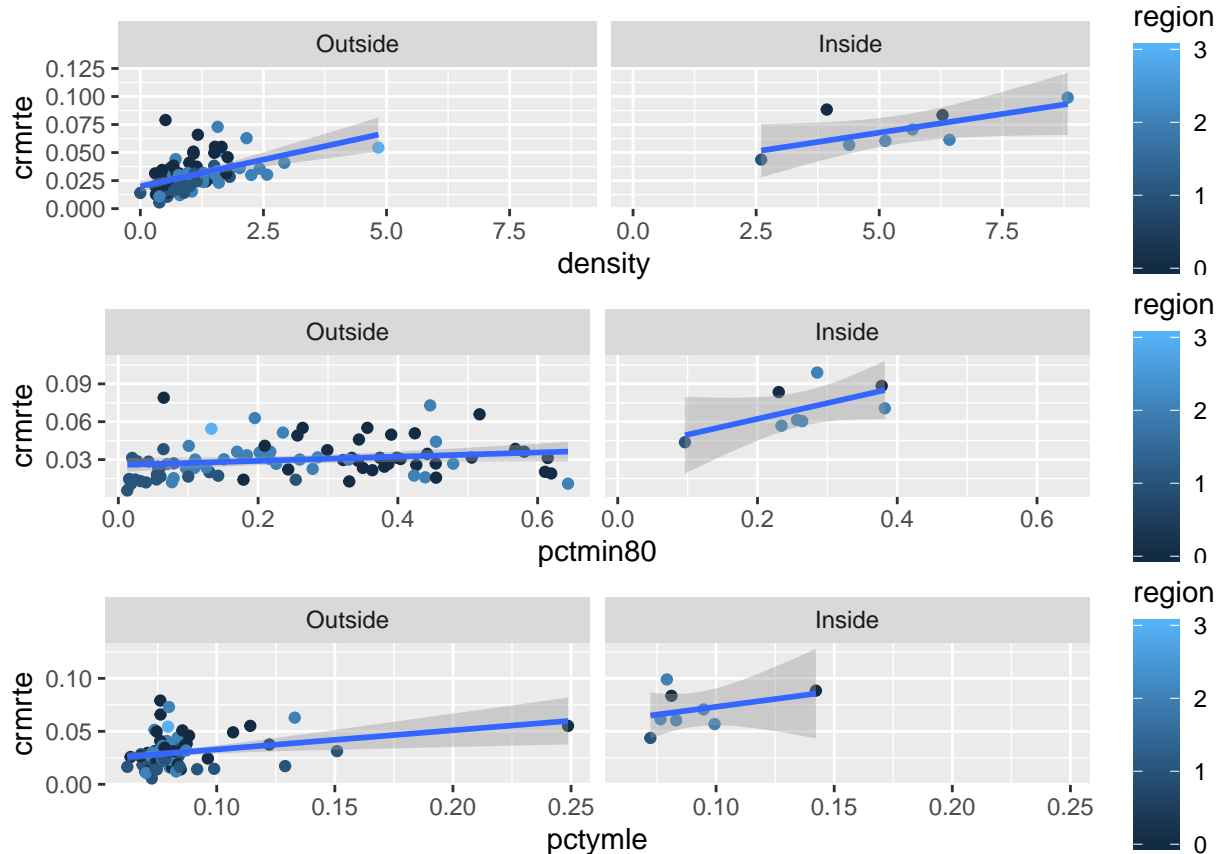 region
Outside Inside
3
0.125
0.100
2
crmrte
0.075
0.050
1
0.025
0.000
0.0 2.5 5.0 7.5 0.0 2.5 5.0 7.5
0
density
region
Outside Inside
3
0.09
2
crmrte
0.06
1
0.03
0
0.0 0.2 0.4 0.6 0.0 0.2 0.4 0.6
pctmin80
region
Outside Inside
3
0.10
2
crmrte
0.05
1
0.00
0.10 0.15 0.20 0.25 0.10 0.15 0.20 0.25
pctymle
0